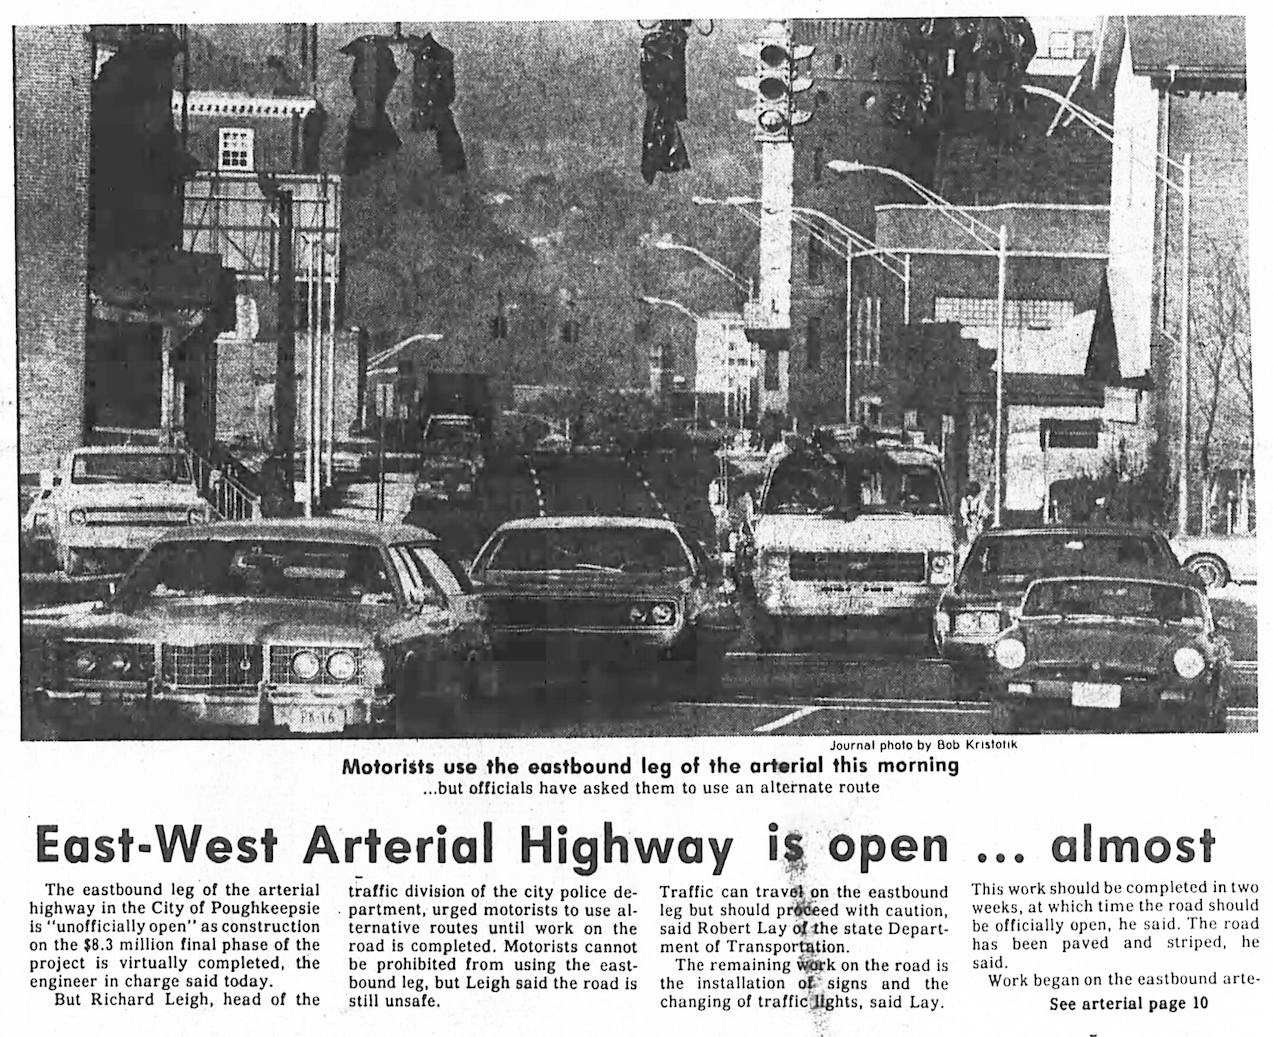 PK-16
Journal photo by Bob Kristofik
Motorists use the eastbound leg of the arterial this morning
...but officials have asked them to use an alternate route
East-West Arterial Highway is open ... almost
The eastbound leg of the arterial
highway in the City of Poughkeepsie
is "unofficially open" as construction
on the $8.3 million final phase of the
project is virtually completed, the
engineer in charge said today.
But Richard Leigh, head of the
traffic division of the city police de-
partment, urged motorists to use al-
ternative routes until work on the
road is completed. Motorists cannot
be prohibited from using the east-
bound leg, but Leigh said the road is
still unsafe.
Traffic can travel on the eastbound
leg but should proceed with caution,
said Robert Lay of the state Depart-
ment of Transportation.
The remaining work on the road is
the installation of signs and the
changing of traffic lights, said Lay.
This work should be completed in two
weeks, at which time the road should
be officially open, he said. The road
has been paved and striped, he
said.
Work began on the eastbound arte-
See arterial page 10